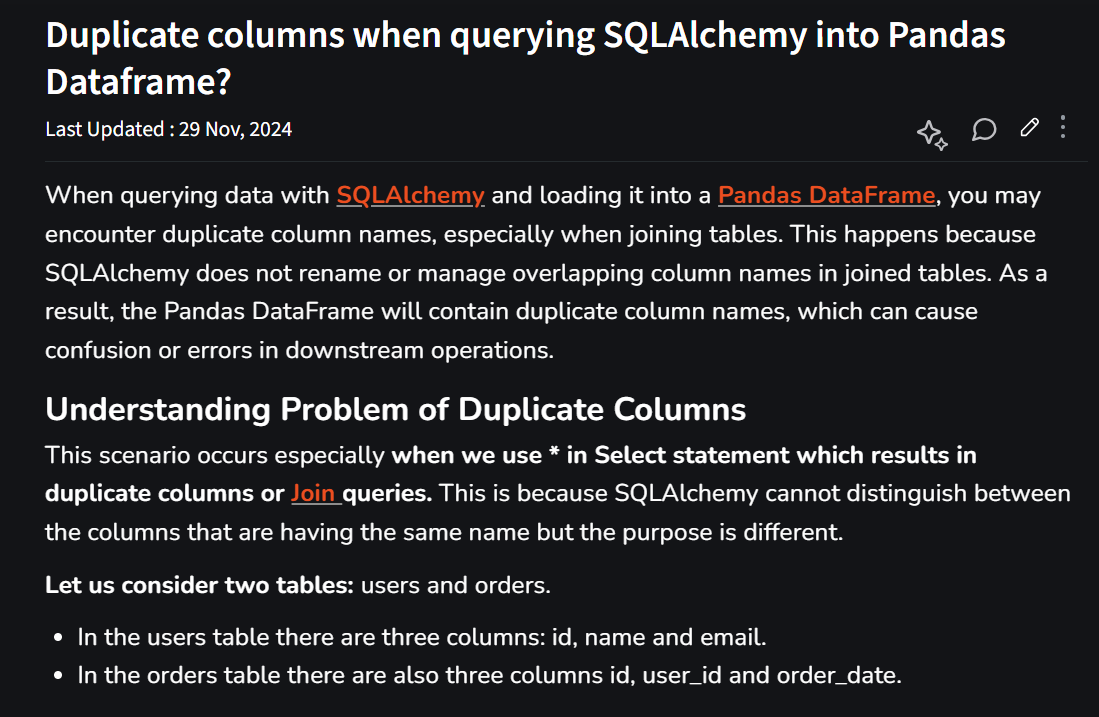 Duplicate columns when querying SQLAlchemy into Pandas
Dataframe?
Last Updated : 29 Nov, 2024
When querying data with SQLAlchemy and loading it into a Pandas DataFrame, you may
encounter duplicate column names, especially when joining tables. This happens because
SQLAlchemy does not rename or manage overlapping column names in joined tables. As a
result, the Pandas DataFrame will contain duplicate column names, which can cause
confusion or errors in downstream operations.
Understanding Problem of Duplicate Columns
This scenario occurs especially when we use * in Select statement which results in
duplicate columns or Join queries. This is because SQLAlchemy cannot distinguish between
the columns that are having the same name but the purpose is different.
Let us consider two tables: users and orders.
• In the users table there are three columns: id, name and email.
• In the orders table there are also three columns id, user_id and order_date.